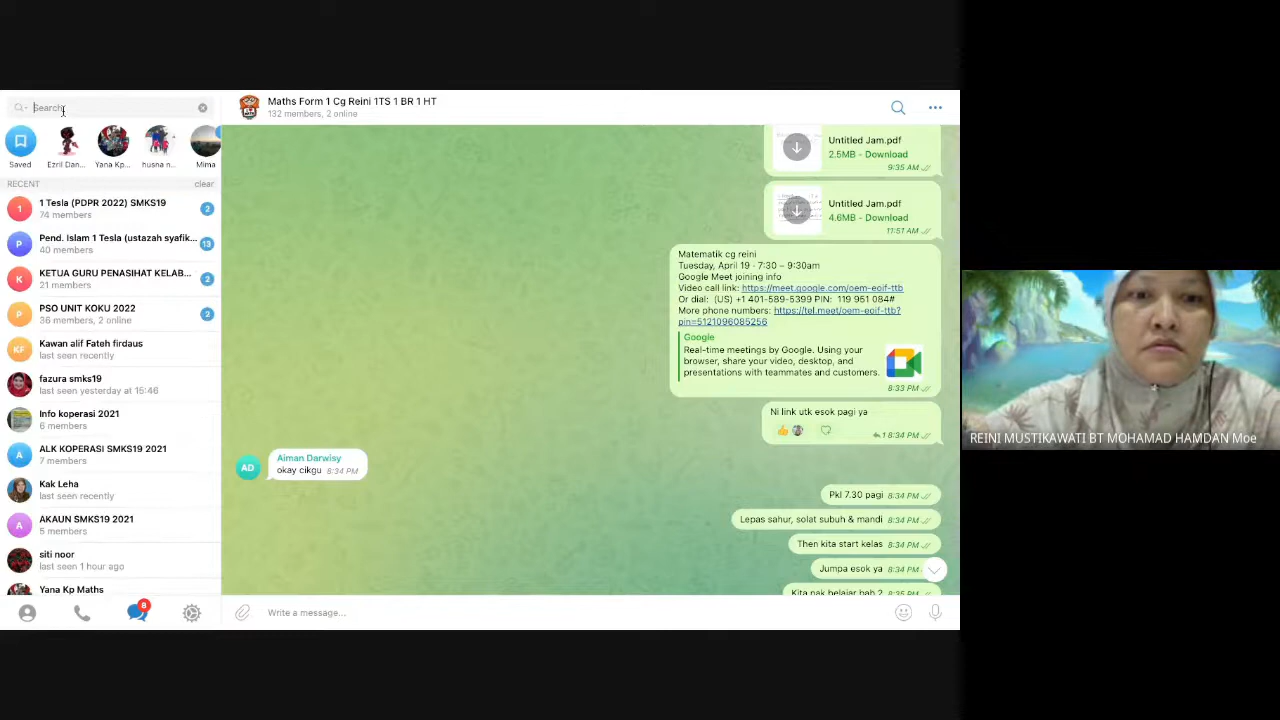 Search
Saved
Ezril Dan...
Yana Kp...
husna n...
Mima
RECENT
clear
1 Tesla (PDPR 2022) SMKS19
74 members
2
Pend. Islam 1 Tesla (ustazah syafik...
40 members
13
KETUA GURU PENASIHAT KELAB...
21 members
2
PSO UNIT KOKU 2022
36 members, 2 online
2
Kawan alif Fateh firdaus
last seen recently
fazura smks19
last seen yesterday at 15:46
Info koperasi 2021
6 members
ALK KOPERASI SMKS19 2021
7 members
Kak Leha
last seen recently
AKAUN SMKS19 2021
5 members
siti noor
last seen 1 hour ago
Yana Kp Maths
8
Maths Form 1 Cg Reini 1TS 1 BR 1 HT
132 members, 2 online
Untitled Jam.pdf
2.5MB - Download
9:35 AM
Untitled Jam.pdf
4.6MB - Download
11:51 AM
Matematik cg reini
Tuesday, April 19 · 7:30 – 9:30am
Google Meet joining info
Video call link: https://meet.google.com/oem-eoif-ttb
Or dial: (US) +1 401-589-5399 PIN: 119 951 084#
More phone numbers: https://tel.meet/oem-eoif-ttb?
pin=5121096085256
Google
Real-time meetings by Google. Using your
browser, share your video, desktop, and
presentations with teammates and customers.
8:33 PM
Ni link utk esok pagi ya
1 8:34 PM
AD
Aiman Darwisy
okay cikgu 8:34 PM
Pkl 7.30 pagi 8:34 PM
Lepas sahur, solat subuh & mandi 8:34 PM
Then kita start kelas 8:34 PM
Jumpa esok ya 8:34 PM
Kita nak belajar bab 2 8:35 PM
Write a message...
REINI MUSTIKAWATI BT MOHAMAD HAMDAN Moe